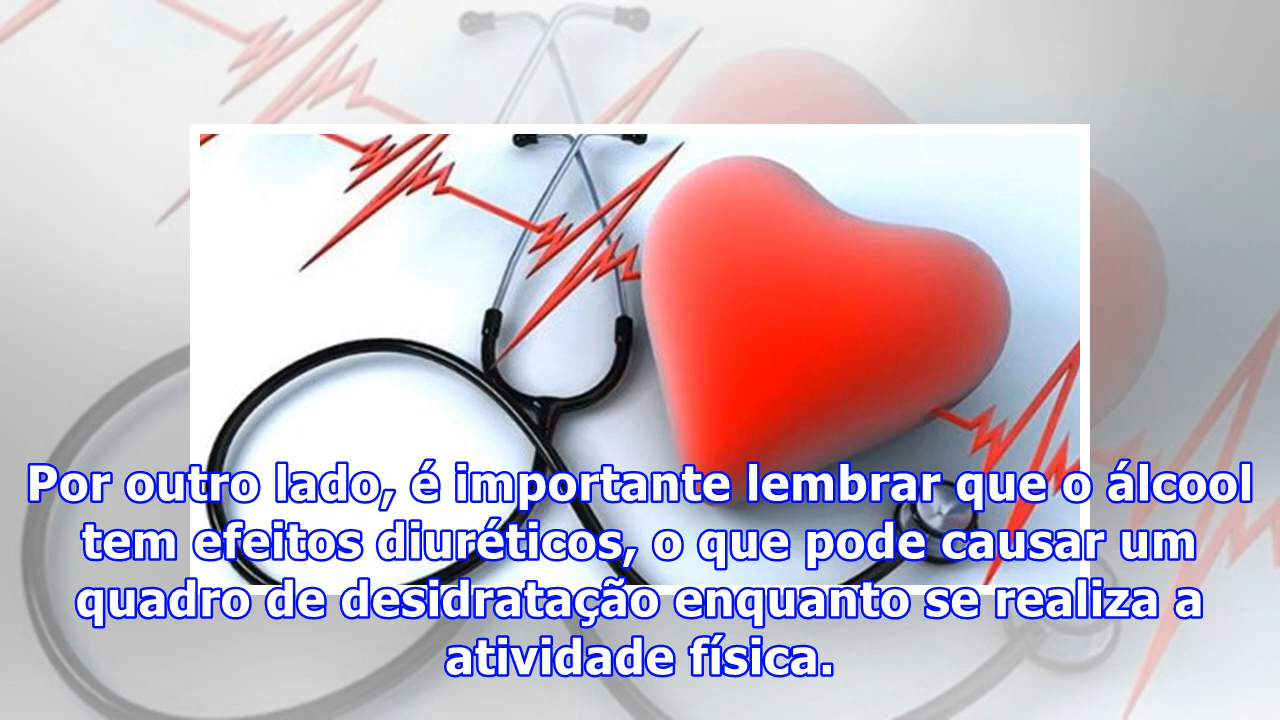 Por outro lado, é importante lembrar que o álcool
tem efeitos diuréticos, o que pode causar um
quadro de desidratação enquanto se realiza a
atividade física.